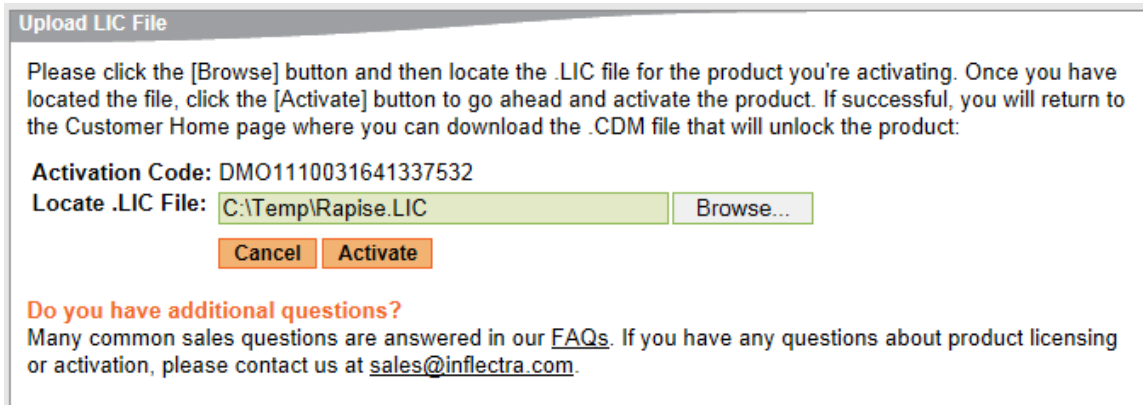 Upload LIC File
Please click the [Browse] button and then locate the .LIC file for the product you're activating. Once you have
located the file, click the [Activate] button to go ahead and activate the product. If successful, you will return to
the Customer Home page where you can download the .CDM file that will unlock the product:
Activation Code: DMO1110031641337532
Locate .LIC File: C:\Temp\Rapise.LIC Browse...
Cancel Activate
Do you have additional questions?
Many common sales questions are answered in our FAQs. If you have any questions about product licensing
or activation, please contact us at sales@inflectra.com.